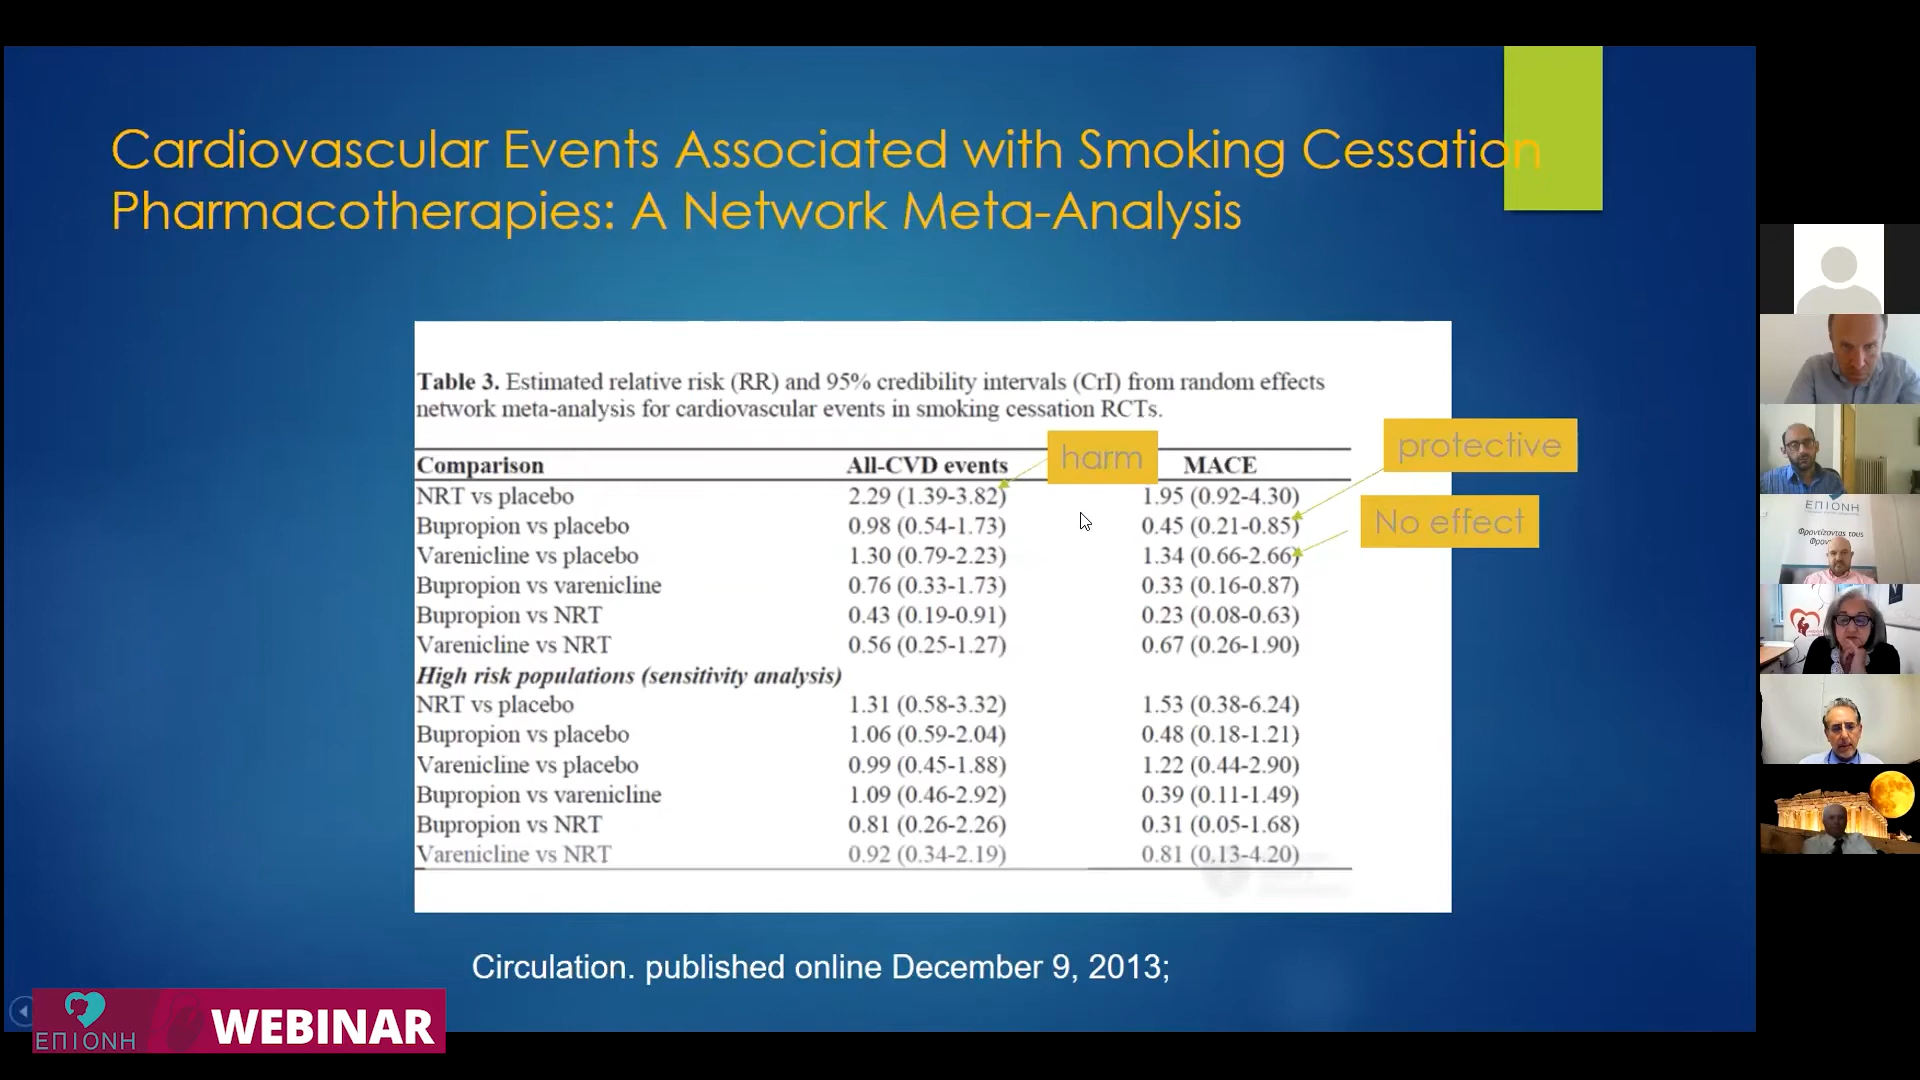 Cardiovascular Events Associated with Smoking Cessation
Pharmacotherapies: A Network Meta-Analysis
Table 3. Estimated relative risk (RR) and 95% credibility intervals (CrI) from random effects
network meta-analysis for cardiovascular events in smoking cessation RCTs.
harm
protective
No effect
Comparison All-CVD events MACE
NRT vs placebo 2.29 (1.39-3.82) 1.95 (0.92-4.30)
Bupropion vs placebo 0.98 (0.54-1.73) 0.45 (0.21-0.85)
Varenicline vs placebo 1.30 (0.79-2.23) 1.34 (0.66-2.66)
Bupropion vs varenicline 0.76 (0.33-1.73) 0.33 (0.16-0.87)
Bupropion vs NRT 0.43 (0.19-0.91) 0.23 (0.08-0.63)
Varenicline vs NRT 0.56 (0.25-1.27) 0.67 (0.26-1.90)
High risk populations (sensitivity analysis)
NRT vs placebo 1.31 (0.58-3.32) 1.53 (0.38-6.24)
Bupropion vs placebo 1.06 (0.59-2.04) 0.48 (0.18-1.21)
Varenicline vs placebo 0.99 (0.45-1.88) 1.22 (0.44-2.90)
Bupropion vs varenicline 1.09 (0.46-2.92) 0.39 (0.11-1.49)
Bupropion vs NRT 0.81 (0.26-2.26) 0.31 (0.05-1.68)
Varenicline vs NRT 0.92 (0.34-2.19) 0.81 (0.13-4.20)
Circulation. published online December 9, 2013;
ΕΠΙΟΝΗ
WEBINAR
ΕΠΙΟΝΗ
Φροντίζοντας τους